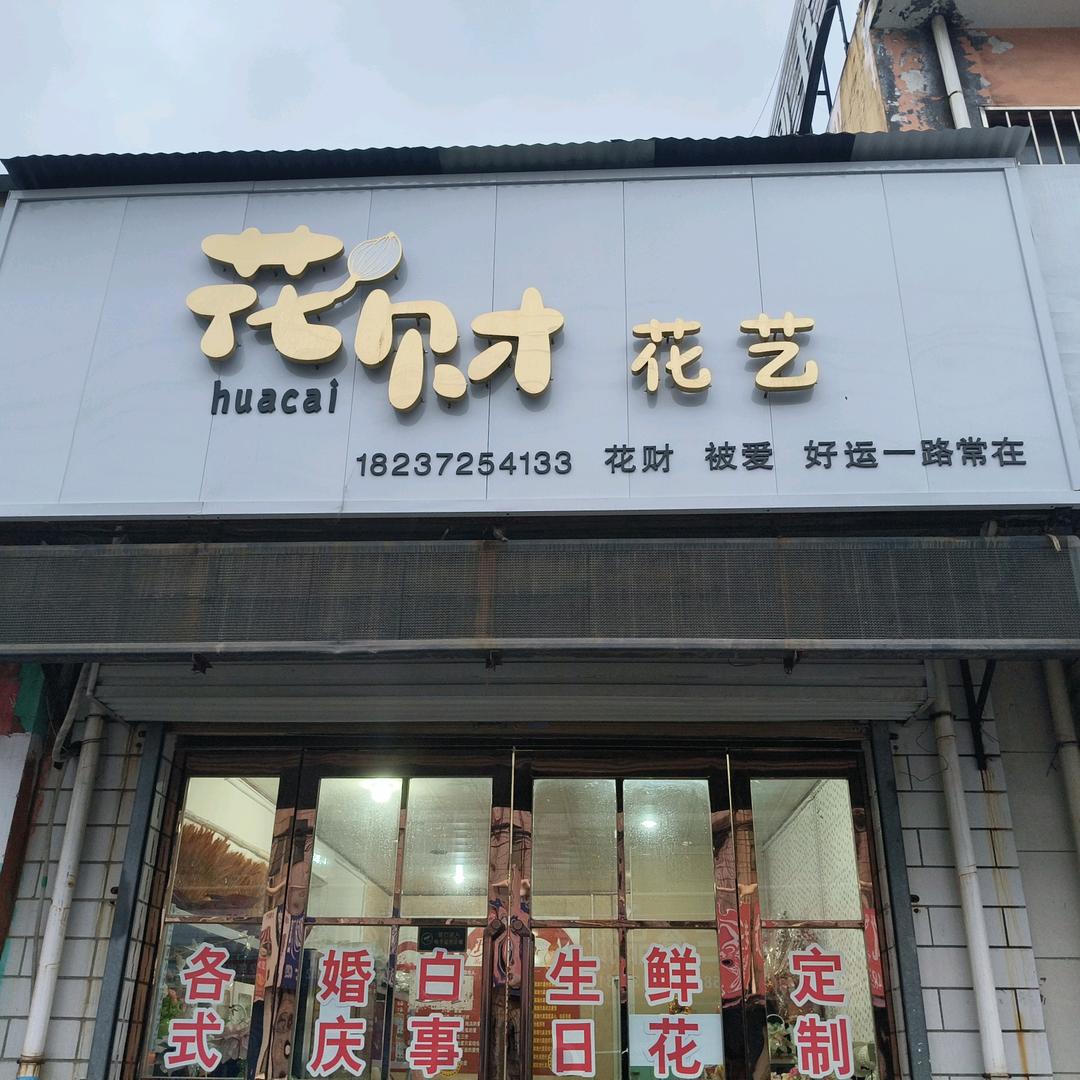 花财 花艺
huacai
18237254133 花财 被爱 好运一路常在
各式 婚庆 白事 生日 鲜花 定制